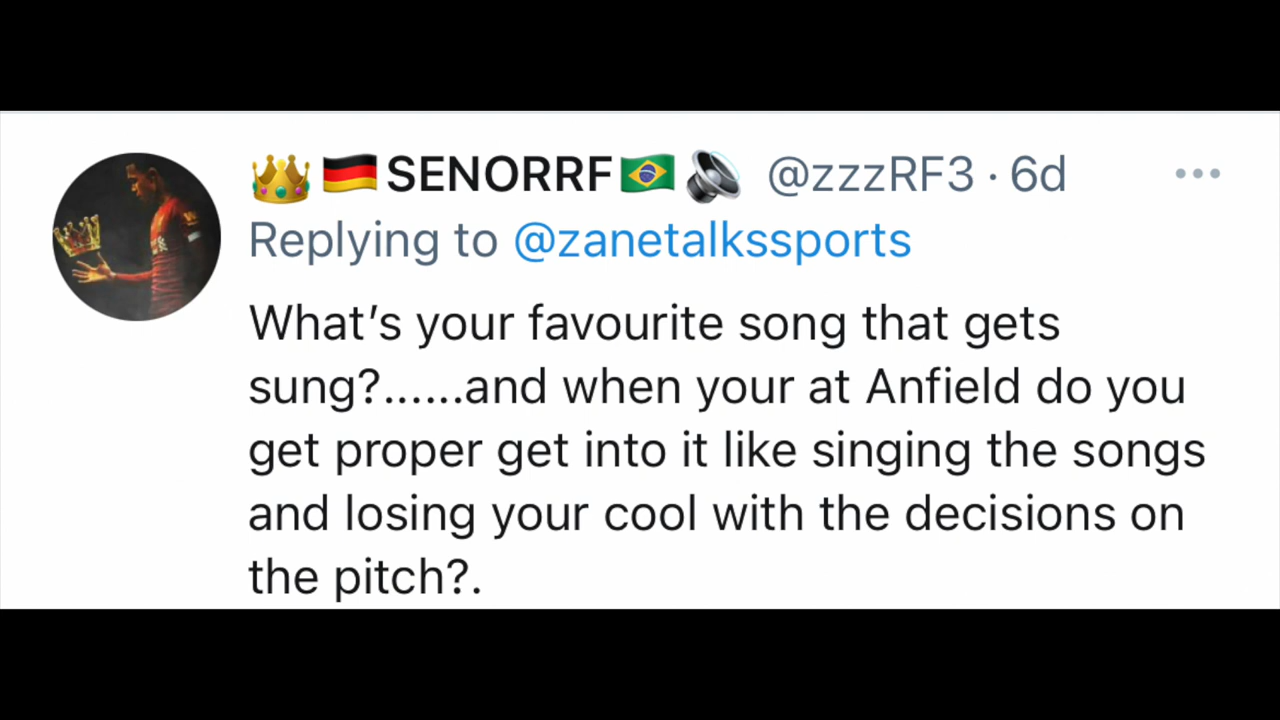 👑🇩🇪SENORRF🇧🇷🔊 @zzzRF3 · 6d
Replying to @zanetalkssports
What’s your favourite song that gets
sung?......and when your at Anfield do you
get proper get into it like singing the songs
and losing your cool with the decisions on
the pitch?.